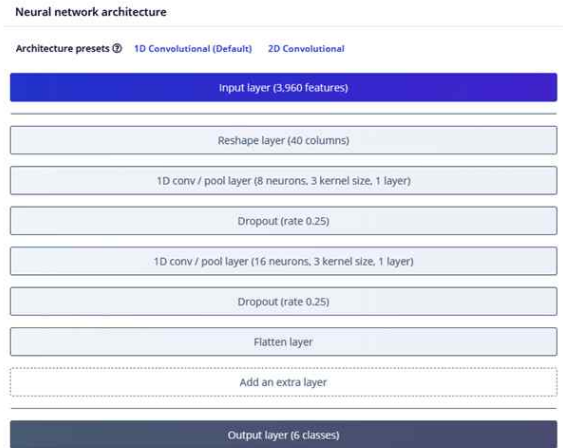 Neural network architecture
Architecture presets ? 1D Convolutional (Default) 2D Convolutional
Input layer (3,960 features)
Reshape layer (40 columns)
1D conv / pool layer (8 neurons, 3 kernel size, 1 layer)
Dropout (rate 0.25)
1D conv / pool layer (16 neurons, 3 kernel size, 1 layer)
Dropout (rate 0.25)
Flatten layer
Add an extra layer
Output layer (6 classes)